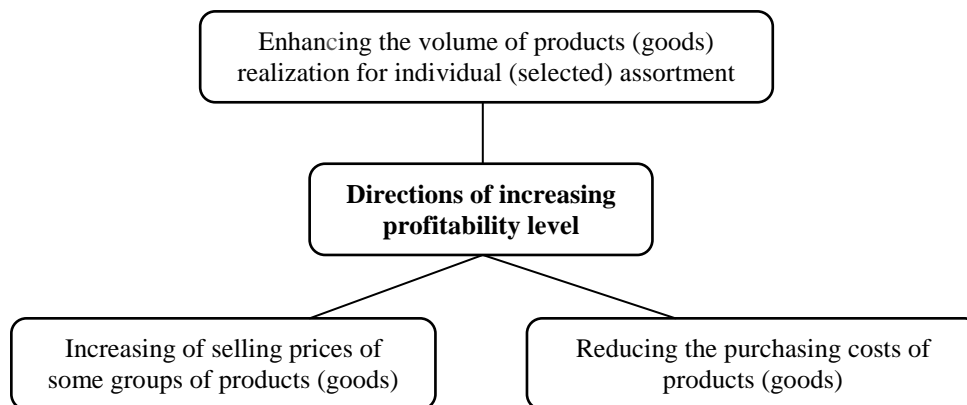 Enhancing the volume of products (goods)
realization for individual (selected) assortment
Directions of increasing
profitability level
Increasing of selling prices of
some groups of products (goods)
Reducing the purchasing costs of
products (goods)